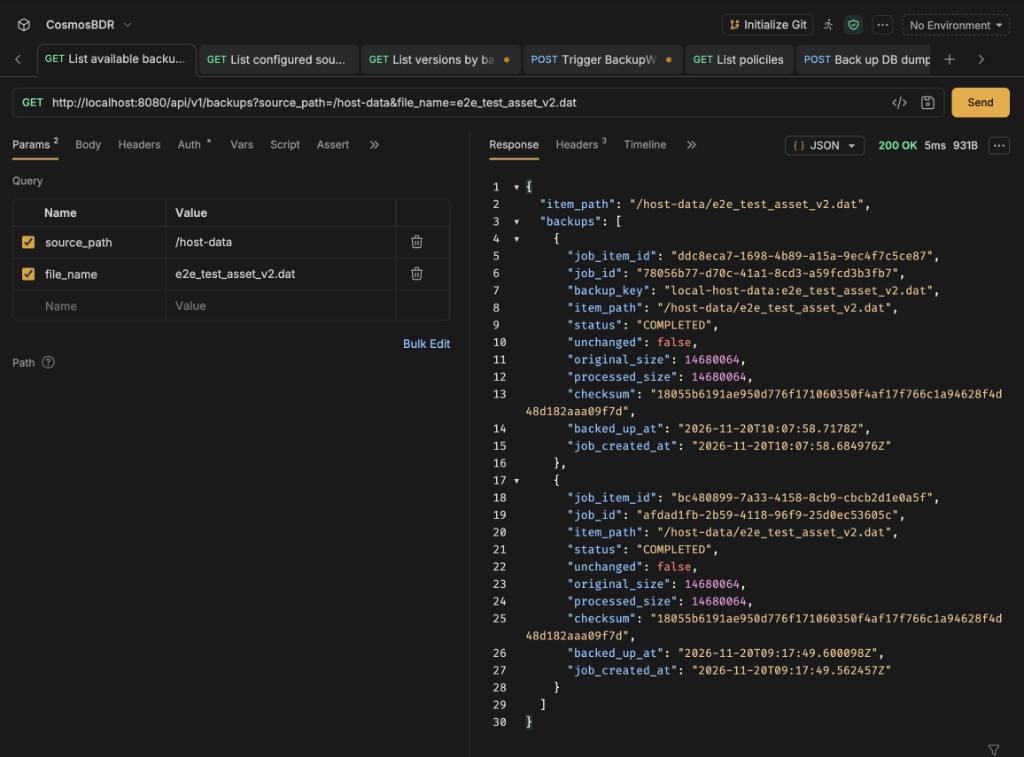 CosmosBDR
Initialize Git
No Environment
GET List available backu...
GET List configured sou...
GET List versions by ba
POST Trigger BackupW
GET List policiles
POST Back up DB dump
GET http://localhost:8080/api/v1/backups?source_path=/host-data&file_name=e2e_test_asset_v2.dat
Send
Params 2 Body Headers Auth * Vars Script Assert
Query
Name Value
source_path /host-data
file_name e2e_test_asset_v2.dat
Name Value
Bulk Edit
Path ?
Response Headers 3 Timeline { } JSON 200 OK 5ms 931B
1 {
2 "item_path": "/host-data/e2e_test_asset_v2.dat",
3 "backups": [
4 {
5 "job_item_id": "ddc8eca7-1698-4b89-a15a-9ec4f7c5ce87",
6 "job_id": "78056b77-d70c-41a1-8cd3-a59fcd3b3fb7",
7 "backup_key": "local-host-data:e2e_test_asset_v2.dat",
8 "item_path": "/host-data/e2e_test_asset_v2.dat",
9 "status": "COMPLETED",
10 "unchanged": false,
11 "original_size": 14680064,
12 "processed_size": 14680064,
13 "checksum": "18055b6191ae950d776f171060350f4af17f766c1a94628f4d
48d182aaa09f7d",
14 "backed_up_at": "2026-11-20T10:07:58.7178Z",
15 "job_created_at": "2026-11-20T10:07:58.684976Z"
16 },
17 {
18 "job_item_id": "bc480899-7a33-4158-8cb9-cbcb2d1e0a5f",
19 "job_id": "afdad1fb-2b59-4118-96f9-25d0ec53605c",
20 "item_path": "/host-data/e2e_test_asset_v2.dat",
21 "status": "COMPLETED",
22 "unchanged": false,
23 "original_size": 14680064,
24 "processed_size": 14680064,
25 "checksum": "18055b6191ae950d776f171060350f4af17f766c1a94628f4d
48d182aaa09f7d",
26 "backed_up_at": "2026-11-20T09:17:49.600098Z",
27 "job_created_at": "2026-11-20T09:17:49.562457Z"
28 }
29 ]
30 }